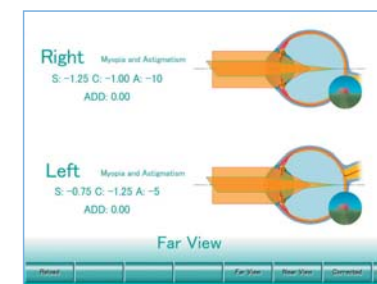 Right Myopia and Astigmatism
S: -1.25 C: -1.00 A: -10
ADD: 0.00
Left Myopia and Astigmatism
S: -0.75 C: -1.25 A: -5
ADD: 0.00
Far View
Reload Far View Near View Corrected